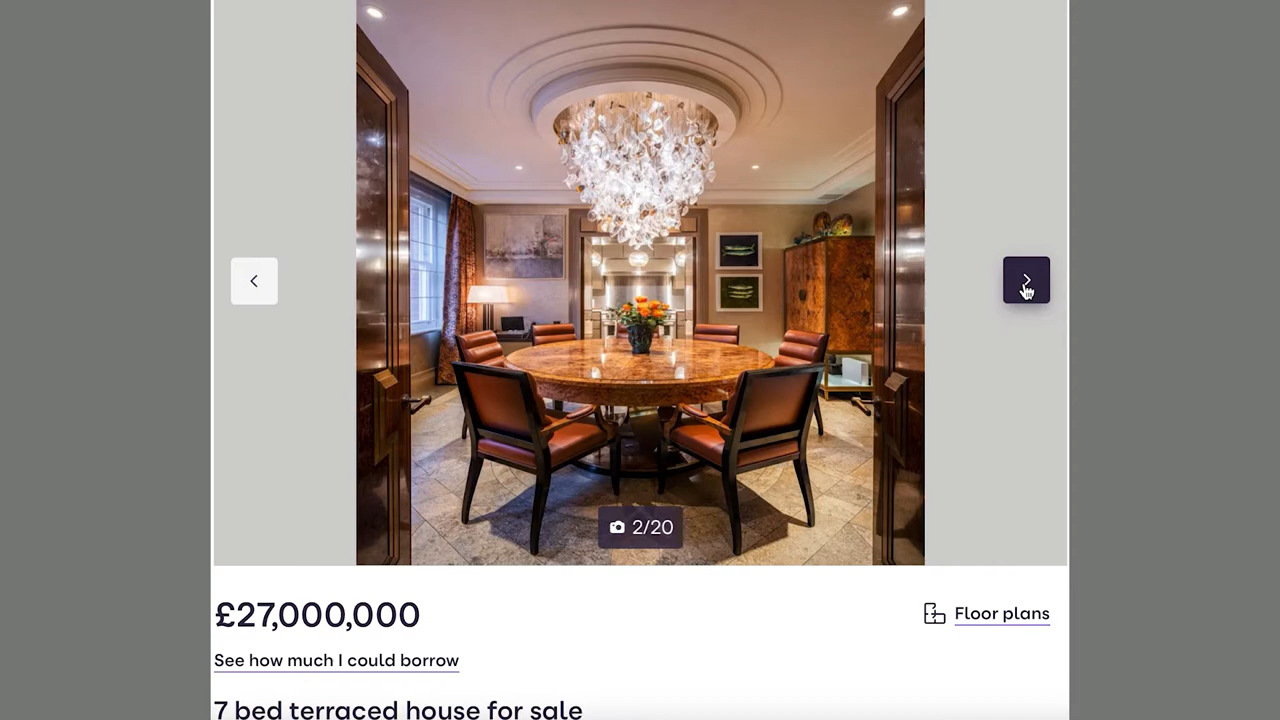 2/20
£27,000,000
Floor plans
See how much I could borrow
7 bed terraced house for sale